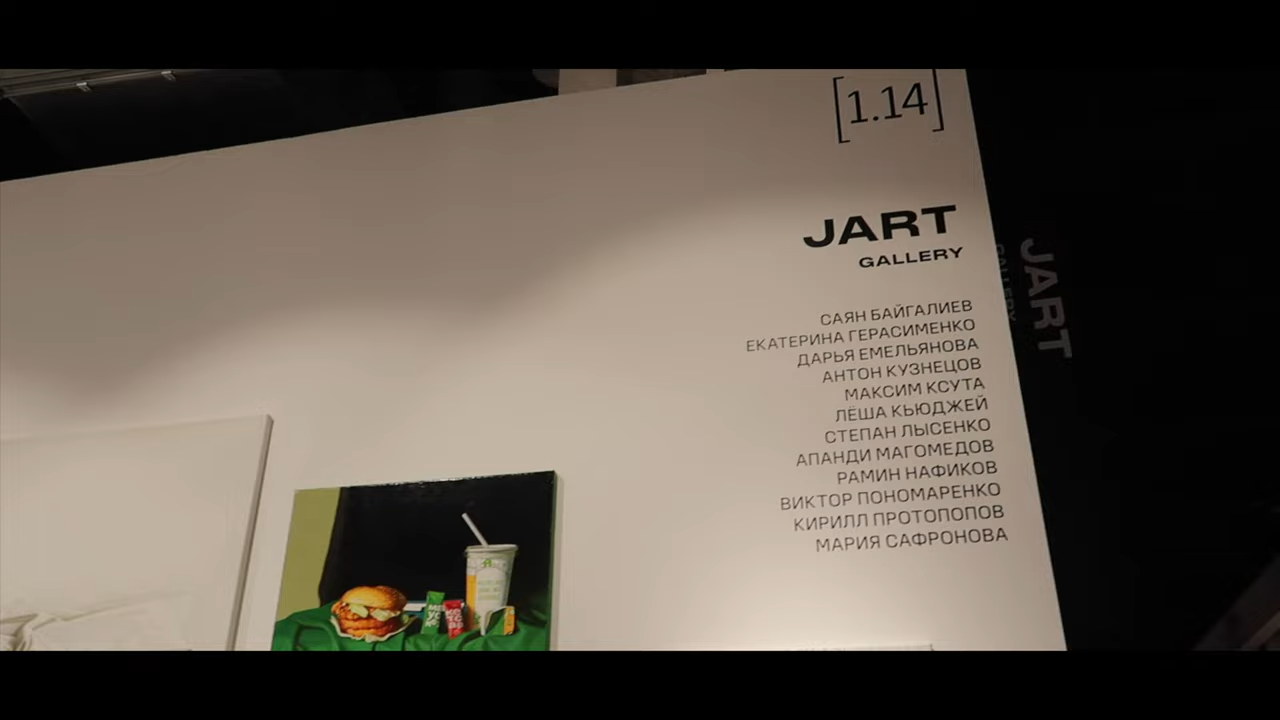 [1.14]
JART
GALLERY
САЯН БАЙГАЛИЕВ
ЕКАТЕРИНА ГЕРАСИМЕНКО
ДАРЬЯ ЕМЕЛЬЯНОВА
АНТОН КУЗНЕЦОВ
МАКСИМ КСУТА
ЛЁША КЬЮДЖЕЙ
СТЕПАН ЛЫСЕНКО
АПАНДИ МАГОМЕДОВ
РАМИН НАФИКОВ
ВИКТОР ПОНОМАРЕНКО
КИРИЛЛ ПРОТОПОПОВ
МАРИЯ САФРОНОВА
JART
GALLERY